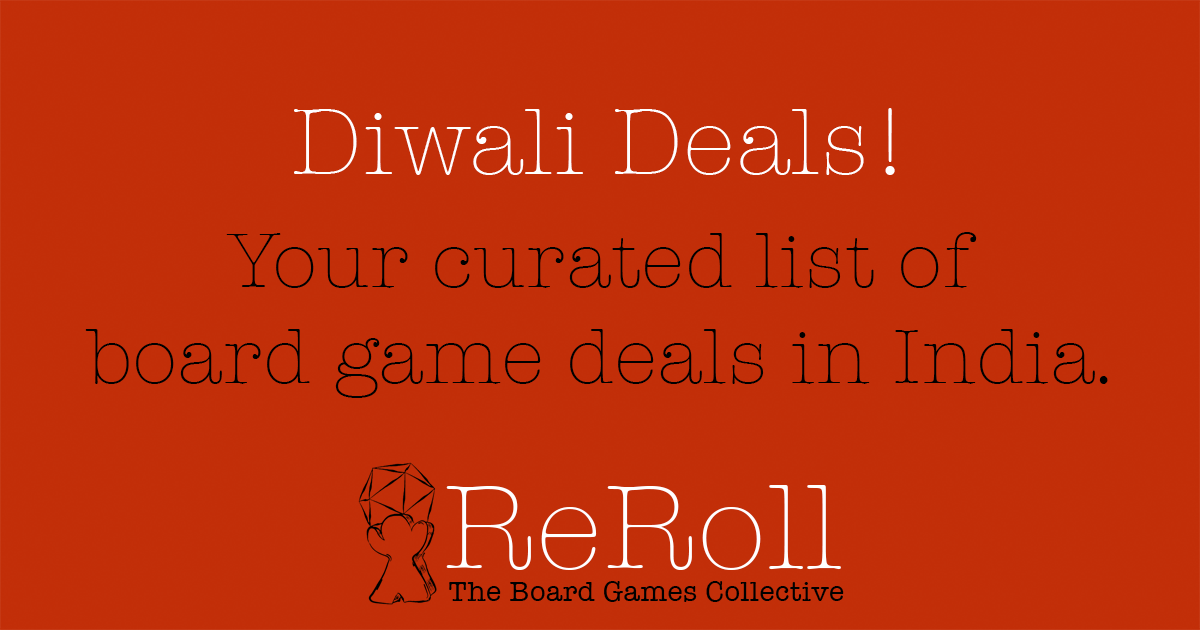 Diwali Deals!
Your curated list of
board game deals in India.
ReRoll
The Board Games Collective